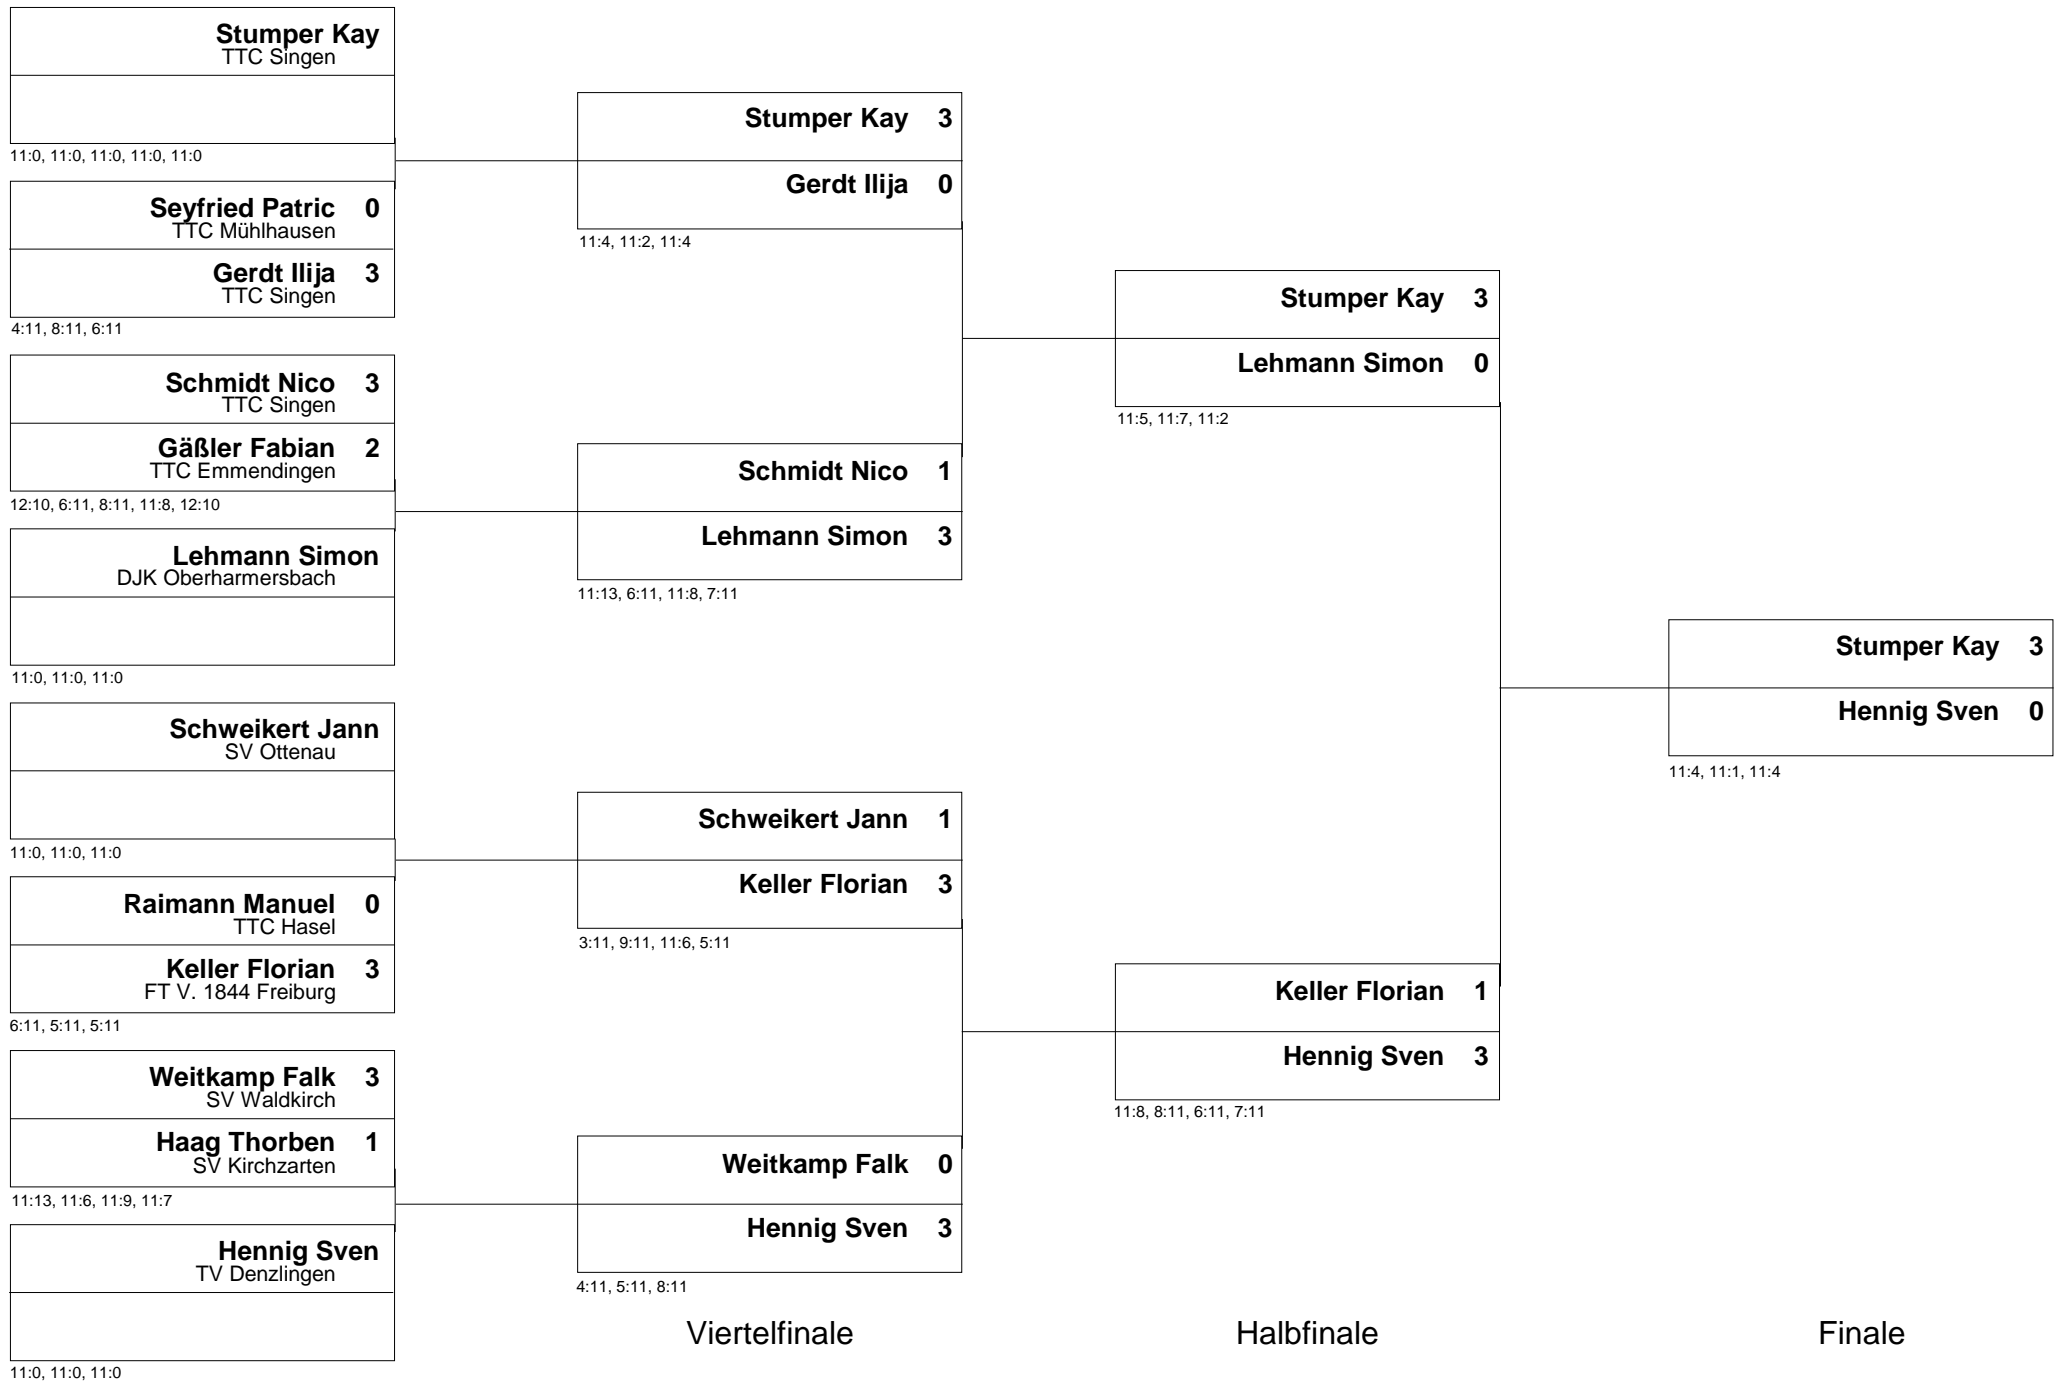 Stumper Kay
TTC Singen
11:0, 11:0, 11:0, 11:0, 11:0
Seyfried Patric 0
TTC Mühlhausen
Gerdt Ilija 3
TTC Singen
4:11, 8:11, 6:11
Schmidt Nico 3
TTC Singen
Gäßler Fabian 2
TTC Emmendingen
12:10, 6:11, 8:11, 11:8, 12:10
Lehmann Simon
DJK Oberharmersbach
11:0, 11:0, 11:0
Schweikert Jann
SV Ottenau
11:0, 11:0, 11:0
Raimann Manuel 0
TTC Hasel
Keller Florian 3
FT V. 1844 Freiburg
6:11, 5:11, 5:11
Weitkamp Falk 3
SV Waldkirch
Haag Thorben 1
SV Kirchzarten
11:13, 11:6, 11:9, 11:7
Hennig Sven
TV Denzlingen
11:0, 11:0, 11:0
Stumper Kay 3
Gerdt Ilija 0
11:4, 11:2, 11:4
Schmidt Nico 1
Lehmann Simon 3
11:13, 6:11, 11:8, 7:11
Schweikert Jann 1
Keller Florian 3
3:11, 9:11, 11:6, 5:11
Weitkamp Falk 0
Hennig Sven 3
4:11, 5:11, 8:11
Viertelfinale
Stumper Kay 3
Lehmann Simon 0
11:5, 11:7, 11:2
Keller Florian 1
Hennig Sven 3
11:8, 8:11, 6:11, 7:11
Halbfinale
Stumper Kay 3
Hennig Sven 0
11:4, 11:1, 11:4
Finale